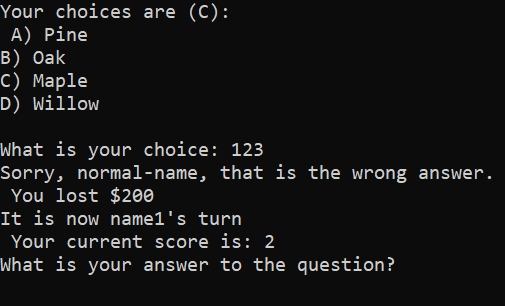 Your choices are (C):
 A) Pine
B) Oak
C) Maple
D) Willow

What is your choice: 123
Sorry, normal-name, that is the wrong answer.
 You lost $200
It is now name1's turn
 Your current score is: 2
What is your answer to the question?